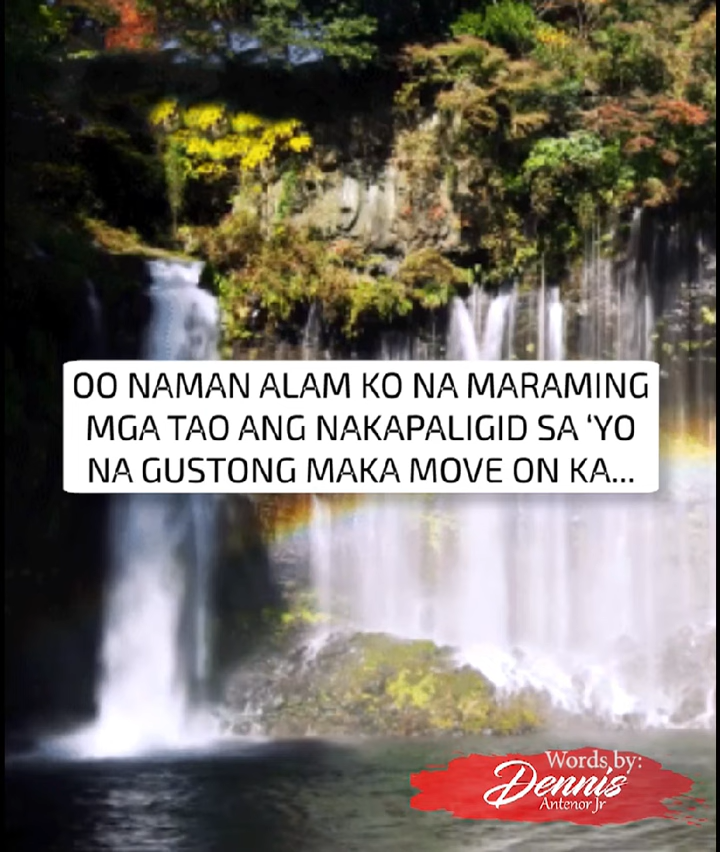 OO NAMAN ALAM KO NA MARAMING
MGA TAO ANG NAKAPALIGID SA ‘YO
NA GUSTONG MAKA MOVE ON KA...
Words by:
Dennis
Antenor Jr